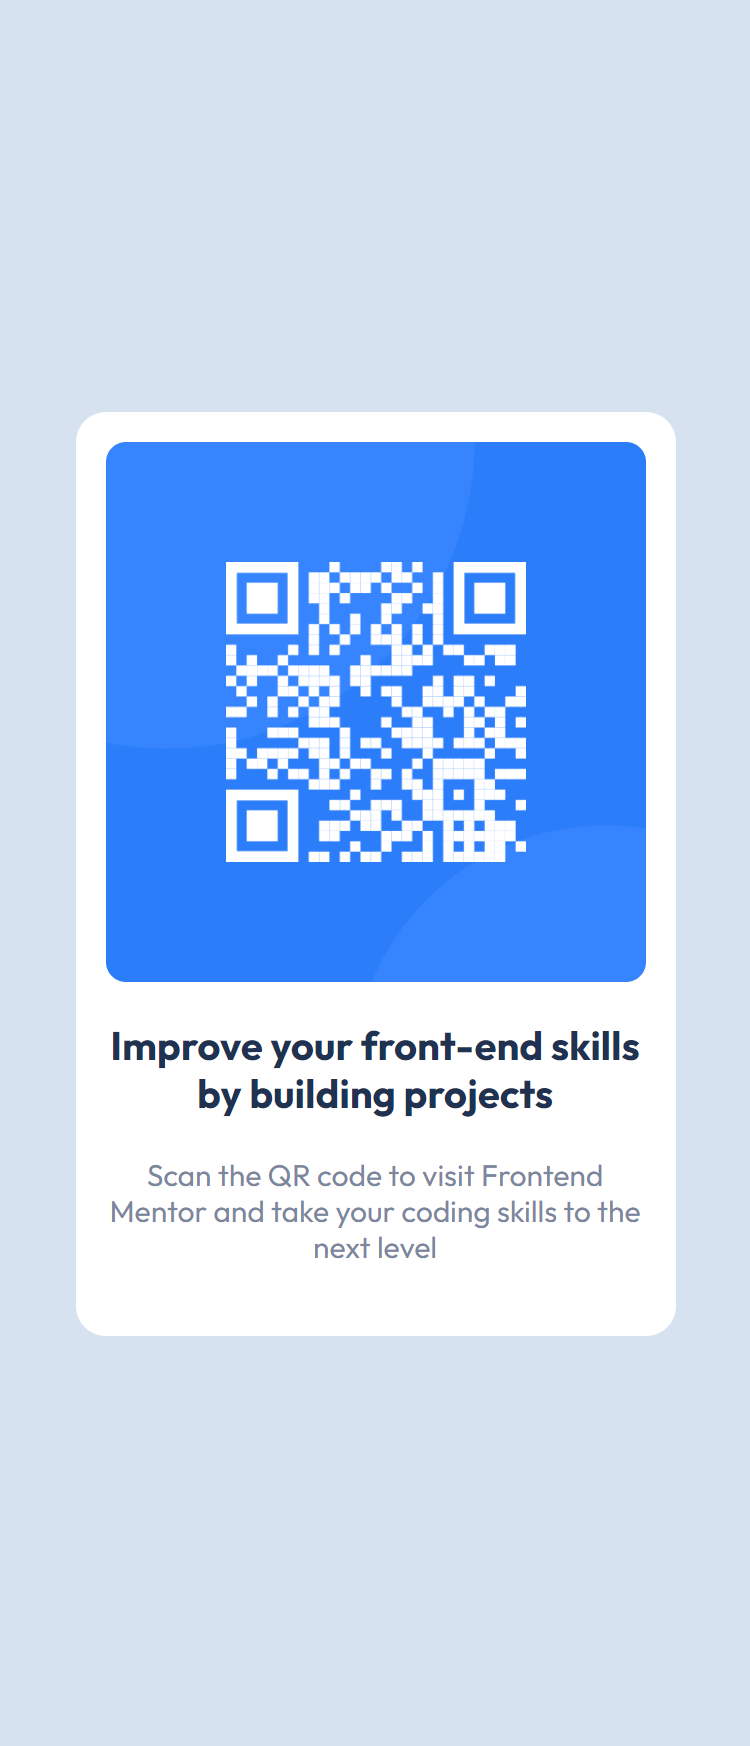 Improve your front-end skills
by building projects
Scan the QR code to visit Frontend
Mentor and take your coding skills to the
next level